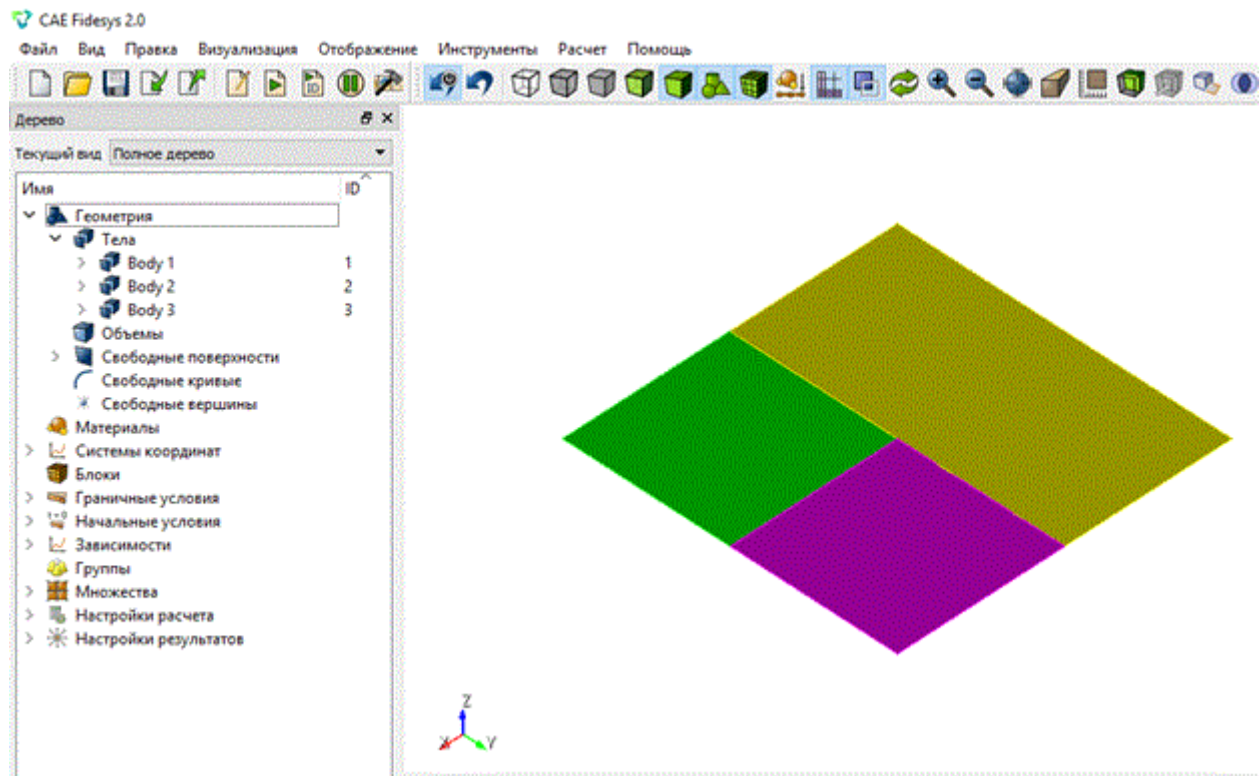 CAE Fidesys 2.0
Файл Вид Правка Визуализация Отображение Инструменты Расчет Помощь
ID
Дерево
Текущий вид Полное дерево
Имя ID
Геометрия
Тела
Body 1 1
Body 2 2
Body 3 3
Объемы
Свободные поверхности
Свободные кривые
Свободные вершины
Материалы
Системы координат
Блоки
Граничные условия
Начальные условия
Зависимости
Группы
Множества
Настройки расчета
Настройки результатов
Z
X Y